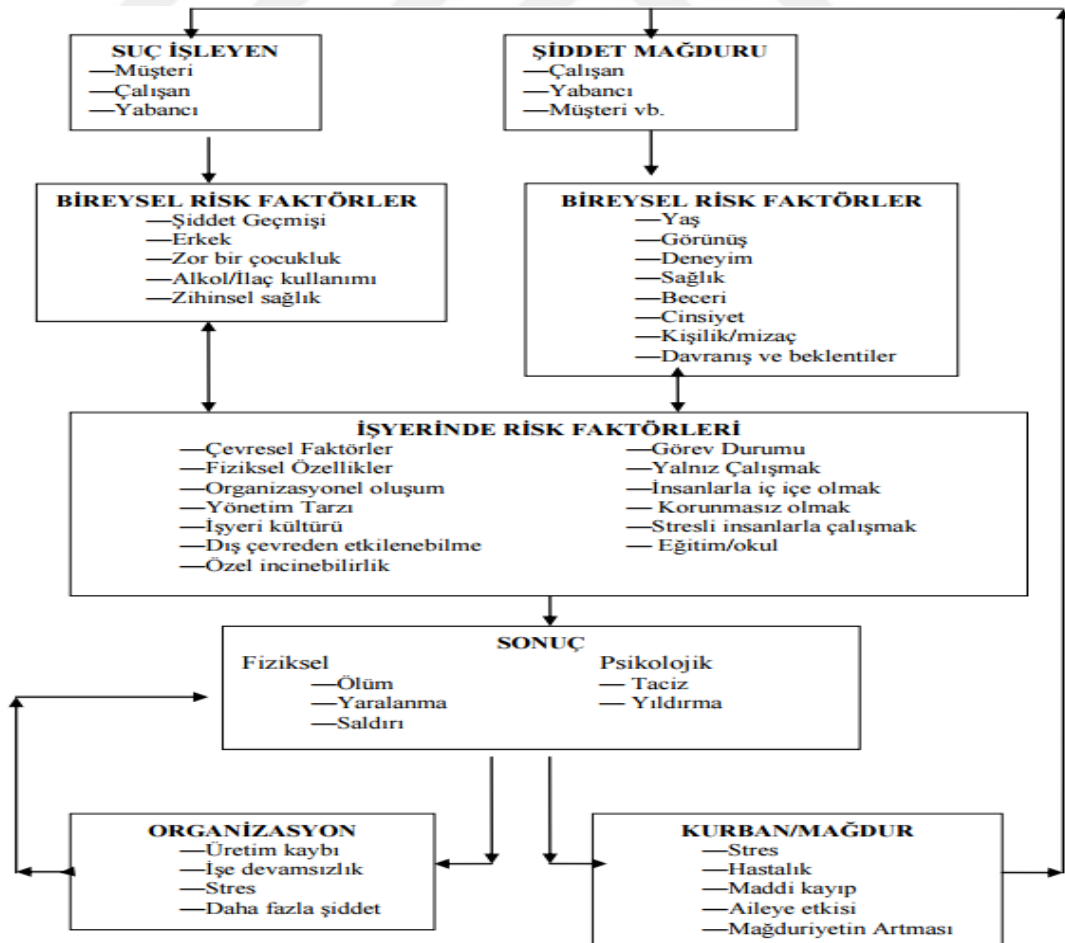 SUÇ İŞLEYEN
—Müşteri
—Çalışan
—Yabancı
ŞİDDET MAĞDURU
—Çalışan
—Yabancı
—Müşteri vb.
BİREYSEL RİSK FAKTÖRLER
—Şiddet Geçmişi
—Erkek
—Zor bir çocukluk
—Alkol/İlaç kullanımı
—Zihinsel sağlık
BİREYSEL RİSK FAKTÖRLER
—Yaş
—Görünüş
—Deneyim
—Sağlık
—Beceri
—Cinsiyet
—Kişilik/mizaç
—Davranış ve beklentiler
İŞYERİNDE RİSK FAKTÖRLERİ
—Çevresel Faktörler
—Fiziksel Özellikler
—Organizasyonel oluşum
—Yönetim Tarzı
—İşyeri kültürü
—Dış çevreden etkilenebilme
—Özel incinebilirlik
—Görev Durumu
—Yalnız Çalışmak
—İnsanlarla iç içe olmak
— Korunmasız olmak
—Stresli insanlarla çalışmak
— Eğitim/okul
SONUÇ
Fiziksel
—Ölüm
—Yaralanma
—Saldırı
Psikolojik
— Taciz
— Yıldırma
ORGANİZASYON
—Üretim kaybı
—İşe devamsızlık
—Stres
—Daha fazla şiddet
KURBAN/MAĞDUR
—Stres
—Hastalık
—Maddi kayıp
—Aileye etkisi
—Mağduriyetin Artması